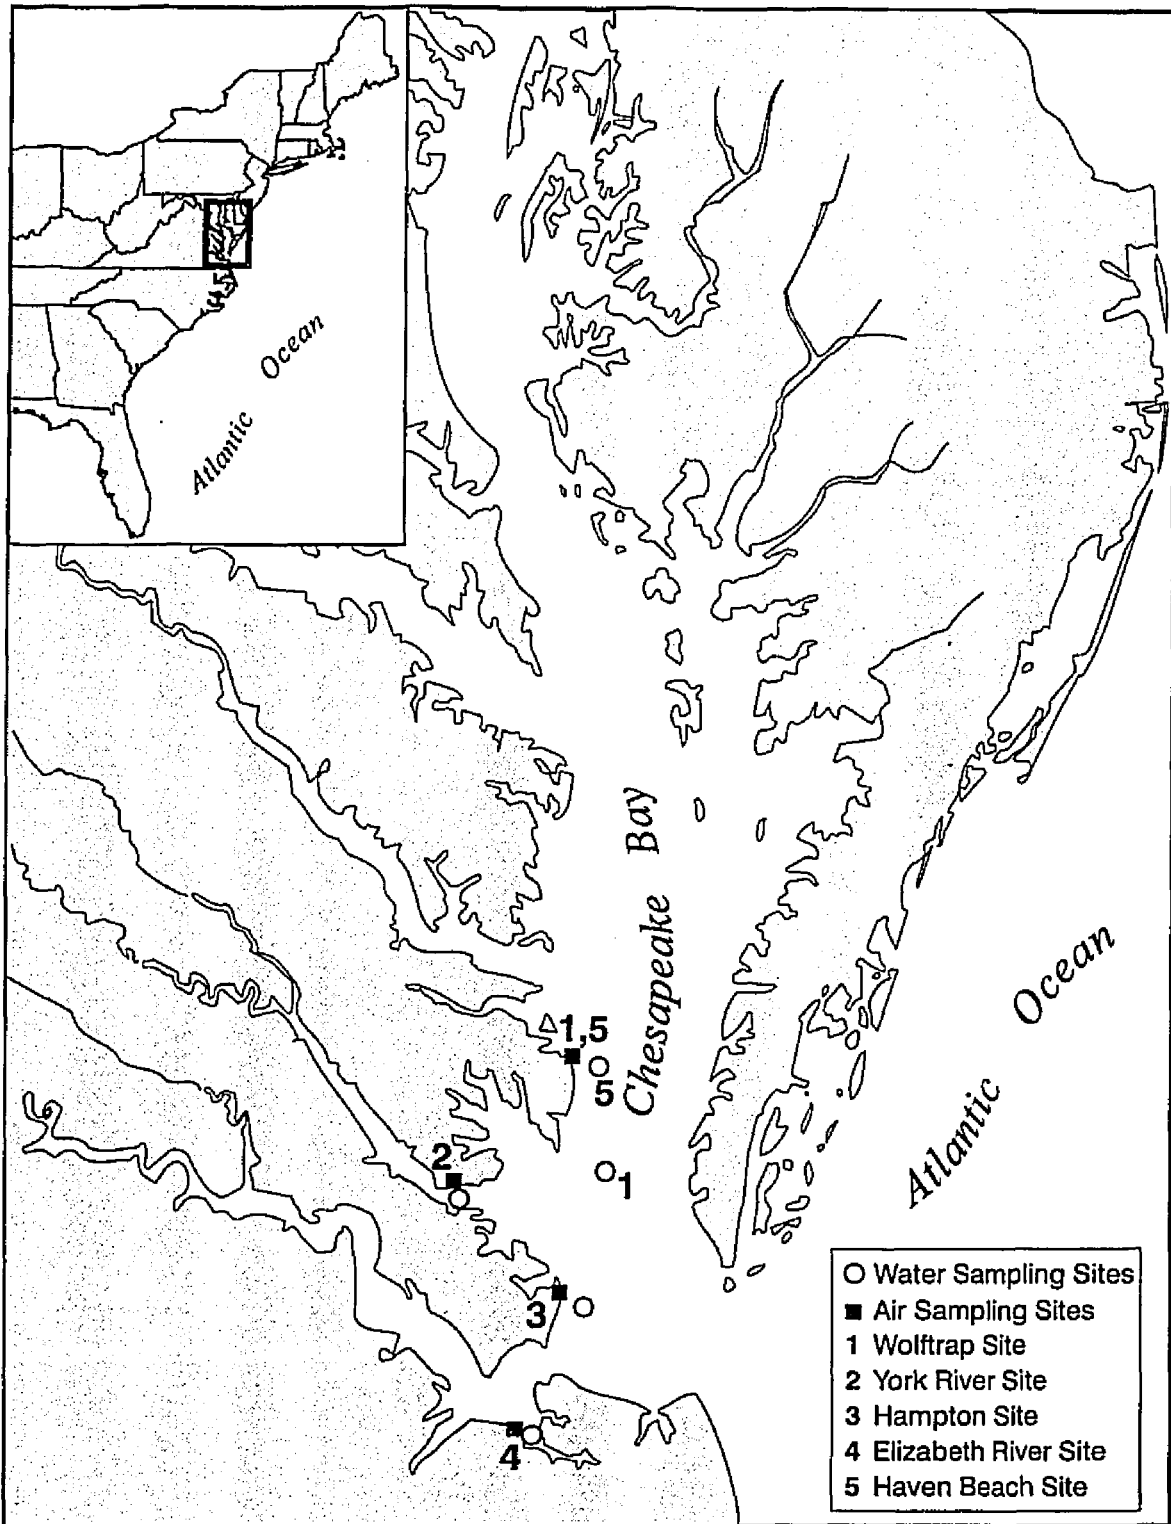 Atlantic Ocean
Chesapeake Bay
Atlantic Ocean
1,5
5
1
2
3
4
Water Sampling Sites
Air Sampling Sites
1 Wolftrap Site
2 York River Site
3 Hampton Site
4 Elizabeth River Site
5 Haven Beach Site